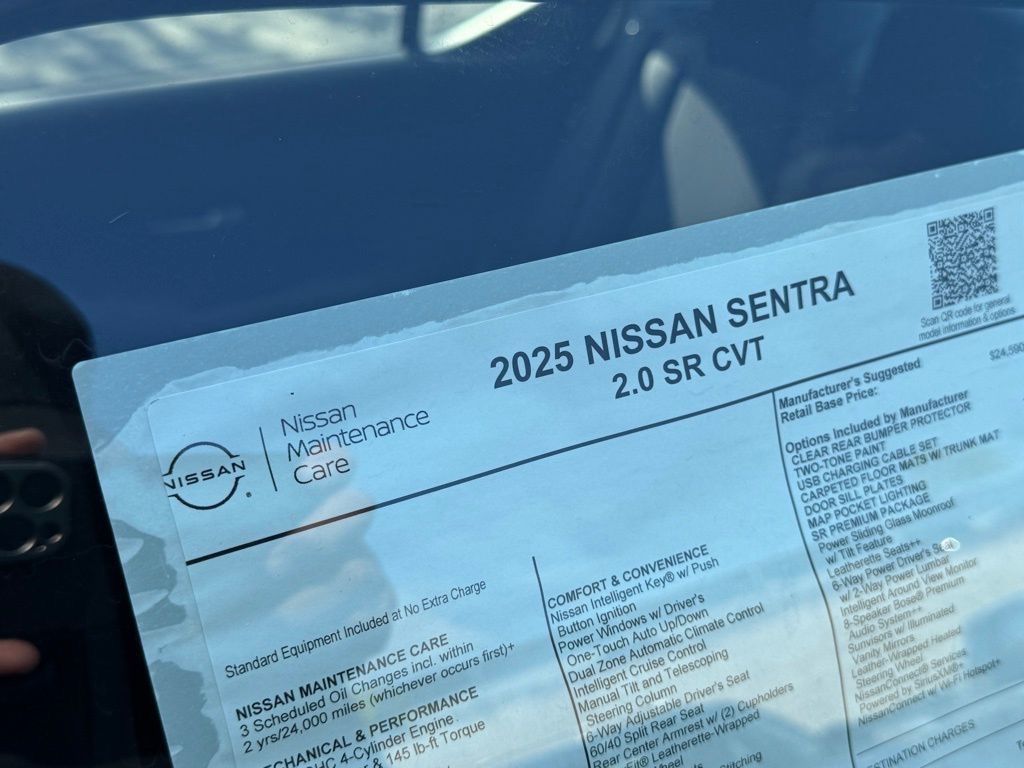 2025 NISSAN SENTRA
2.0 SR CVT
Scan QR code for general
model information & options
NISSAN
Nissan
Maintenance
Care
Standard Equipment Included at No Extra Charge
NISSAN MAINTENANCE CARE
3 Scheduled Oil Changes incl. within
2 yrs/24,000 miles (whichever occurs first)+
MECHANICAL & PERFORMANCE
4-Cylinder Engine
& 145 lb-ft Torque
COMFORT & CONVENIENCE
Nissan Intelligent Key® w/ Push
Button Ignition
Power Windows w/ Driver's
One-Touch Auto Up/Down
Dual Zone Automatic Climate Control
Intelligent Cruise Control
Manual Tilt and Telescoping
Steering Column
6-Way Adjustable Driver's Seat
60/40 Split Rear Seat
Rear Center Armrest w/ (2) Cupholders
Leatherette-Wrapped
Stitching
Manufacturer's Suggested
Retail Base Price:
$24,590
Options Included by Manufacturer
CLEAR REAR BUMPER PROTECTOR
TWO-TONE PAINT
USB CHARGING CABLE SET
CARPETED FLOOR MATS W/ TRUNK MAT
DOOR SILL PLATES
MAP POCKET LIGHTING
SR PREMIUM PACKAGE
Power Sliding Glass Moonroof
w/ Tilt Feature
Leatherette Seats++
6-Way Power Driver's Seat
w/ 2-Way Power Lumbar
Intelligent Around View Monitor
8-Speaker Bose® Premium
Audio System++
Sunvisors w/ Illuminated
Vanity Mirrors
Leather-Wrapped Heated
Steering Wheel
NissanConnect® Services
Powered by SiriusXM®+
NissanConnect w/ Wi-Fi Hotspot+
DESTINATION CHARGES